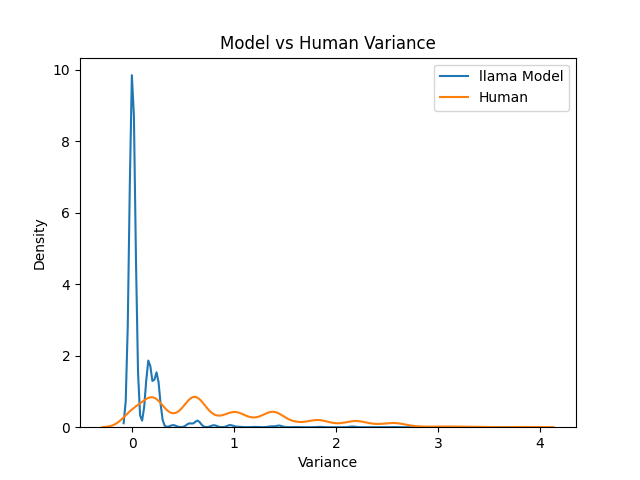 Model vs Human Variance
llama Model
Human
10
8
6
4
2
0
Density
0 1 2 3 4
Variance